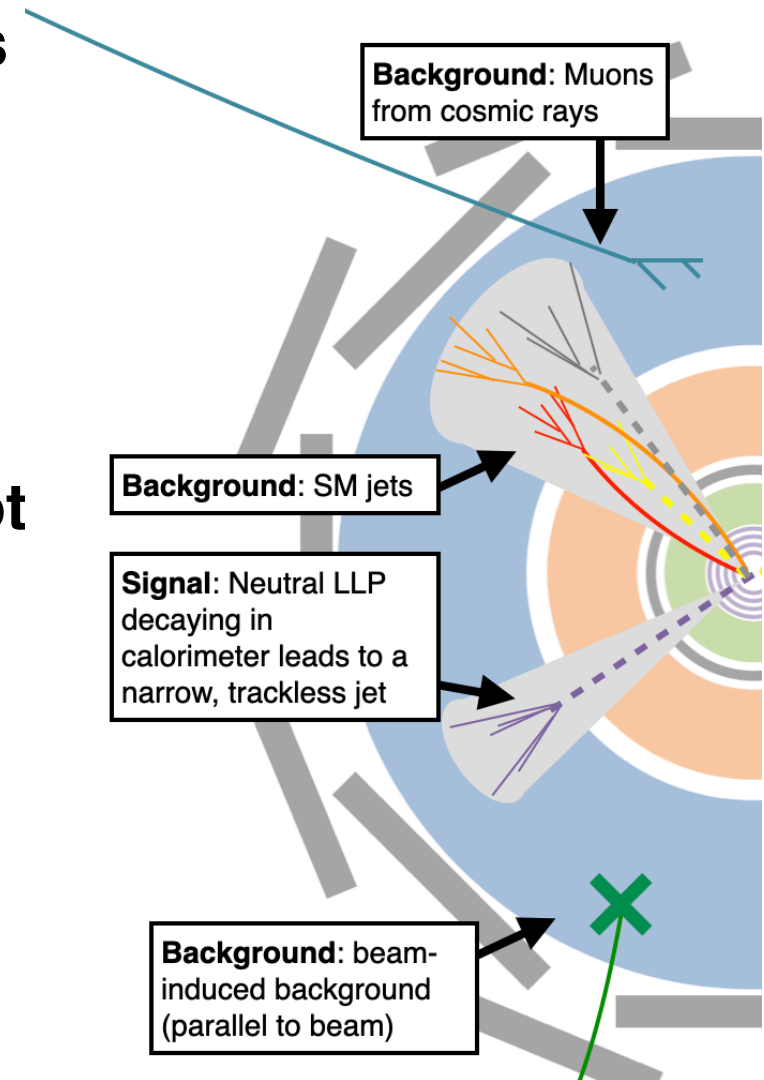 s
Background: Muons
from cosmic rays
Background: SM jets
ot
Signal: Neutral LLP
decaying in
calorimeter leads to a
narrow, trackless jet
Background: beam-
induced background
(parallel to beam)